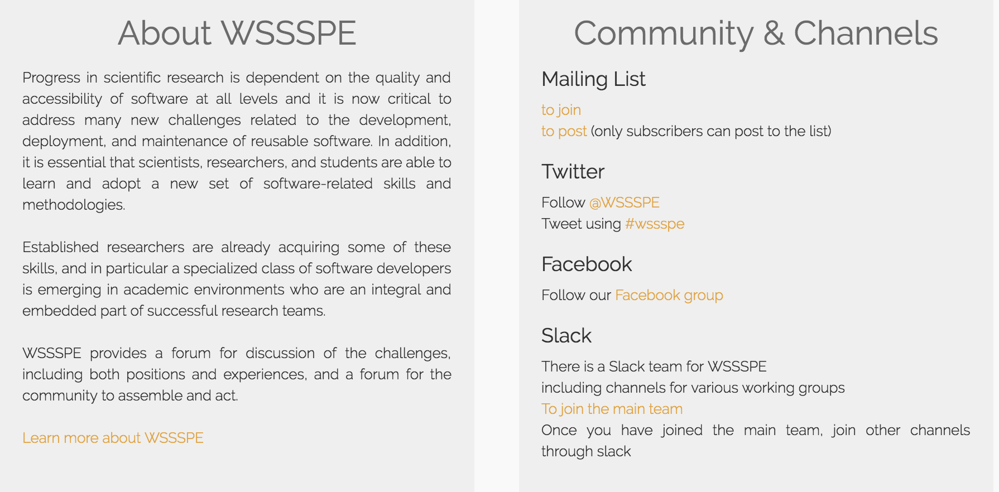 About WSSSPE
Progress in scientific research is dependent on the quality and
accessibility of software at all levels and it is now critical to
address many new challenges related to the development,
deployment, and maintenance of reusable software. In addition,
it is essential that scientists, researchers, and students are able to
learn and adopt a new set of software-related skills and
methodologies.
Established researchers are already acquiring some of these
skills, and in particular a specialized class of software developers
is emerging in academic environments who are an integral and
embedded part of successful research teams.
WSSSPE provides a forum for discussion of the challenges,
including both positions and experiences, and a forum for the
community to assemble and act.
Learn more about WSSSPE
Community & Channels
Mailing List
to join
to post (only subscribers can post to the list)
Twitter
Follow @WSSSPE
Tweet using #wssspe
Facebook
Follow our Facebook group
Slack
There is a Slack team for WSSSPE
including channels for various working groups
To join the main team
Once you have joined the main team, join other channels
through slack